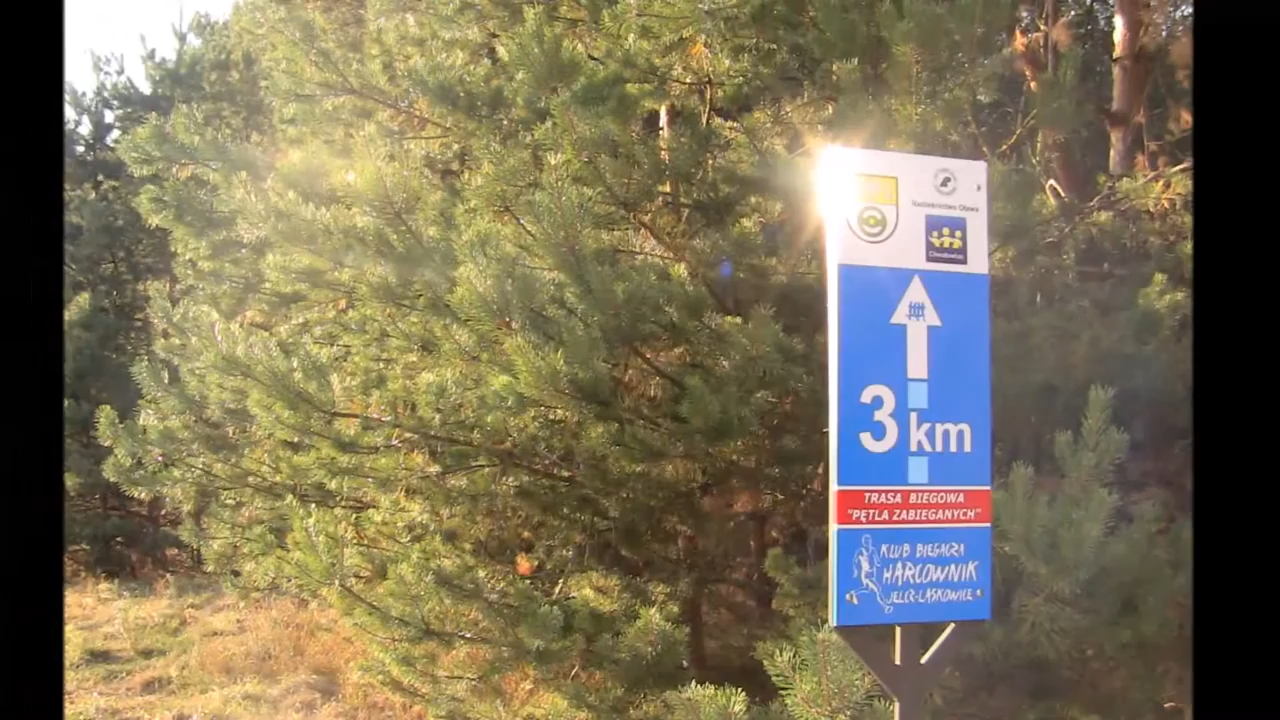 Nadleśnictwo Oława
Chwałowice
3 km
TRASA BIEGOWA
"PĘTLA ZABIEGANYCH"
KLUB BIEGACZA
HARCOWNIK
JELCZ-LASKOWICE